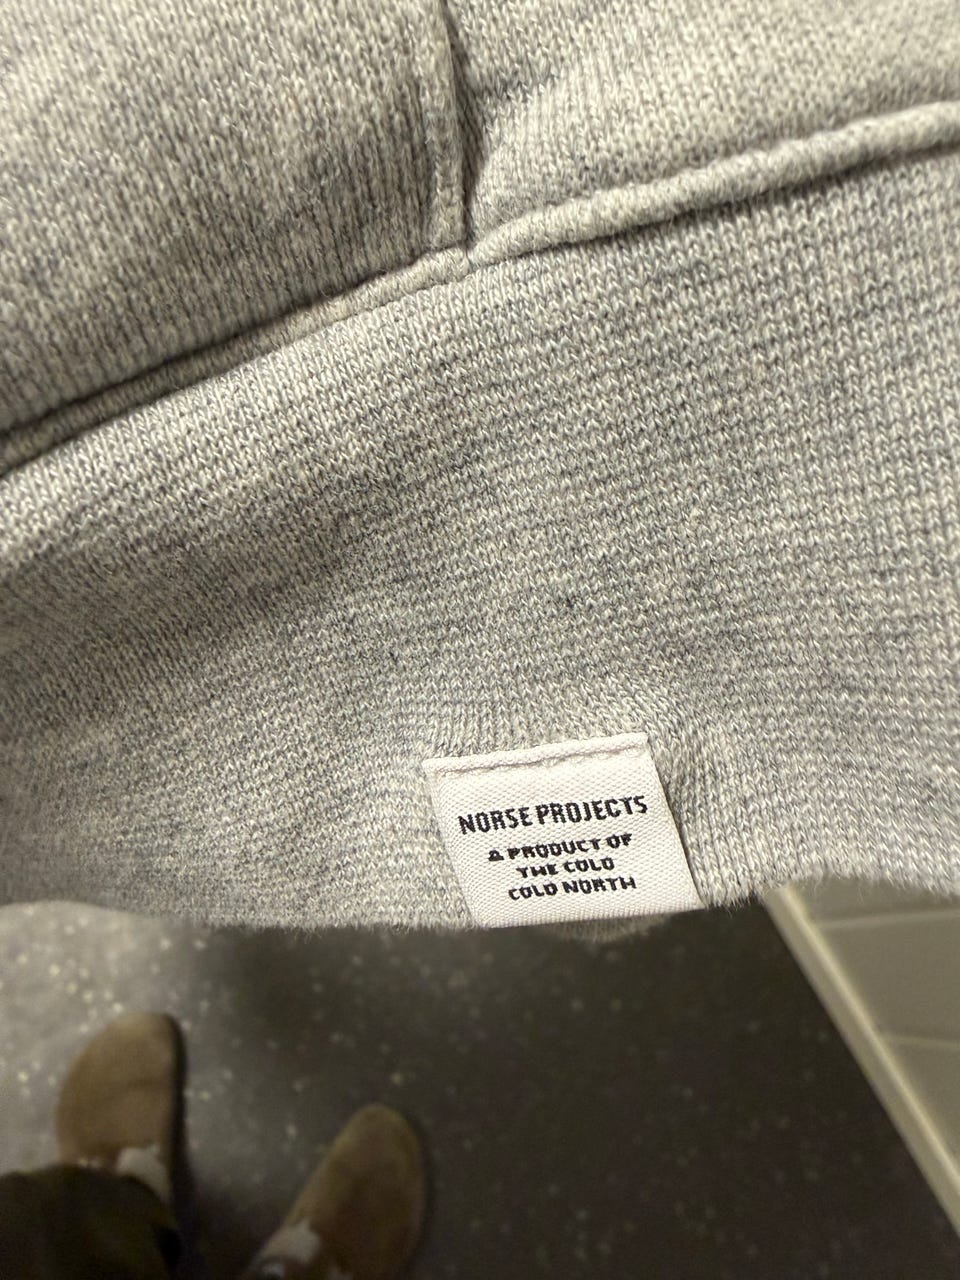 NORSE PROJECTS
A PRODUCT OF
THE COLD
COLD NORTH